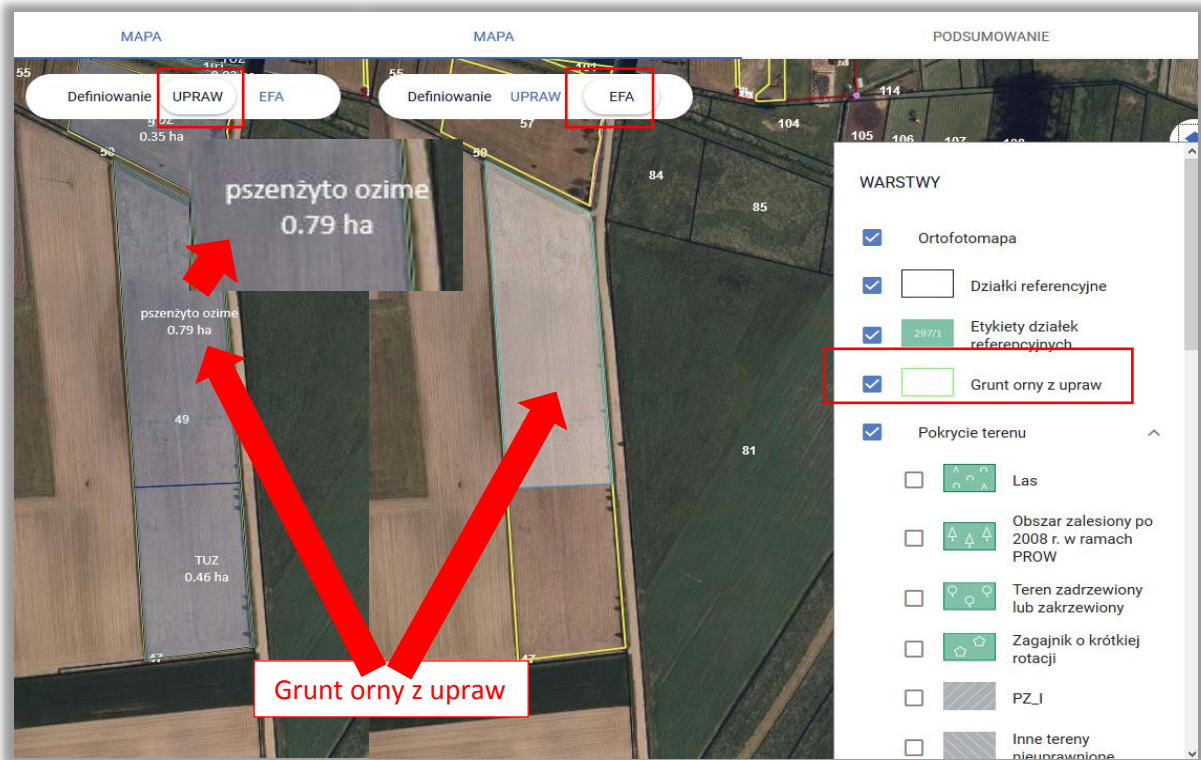 MAPA
MAPA
PODSUMOWANIE
Definiowanie UPRAW EFA
Definiowanie UPRAW EFA
55
0.35 ha
50
57
50
104
114
105 106 107
84
85
pszenżyto ozime
0.79 ha
pszenżyto ozime
0.79 ha
49
81
TUZ
0.46 ha
47
47
Grunt orny z upraw
WARSTWY
Ortofotomapa
Działki referencyjne
297/1
Etykiety działek
referencyjnych
Grunt orny z upraw
Pokrycie terenu
Las
Obszar zalesiony po
2008 r. w ramach
PROW
Teren zadrzewiony
lub zakrzewiony
Zagajnik o krótkiej
rotacji
PZ_I
Inne tereny
nieuprawnione